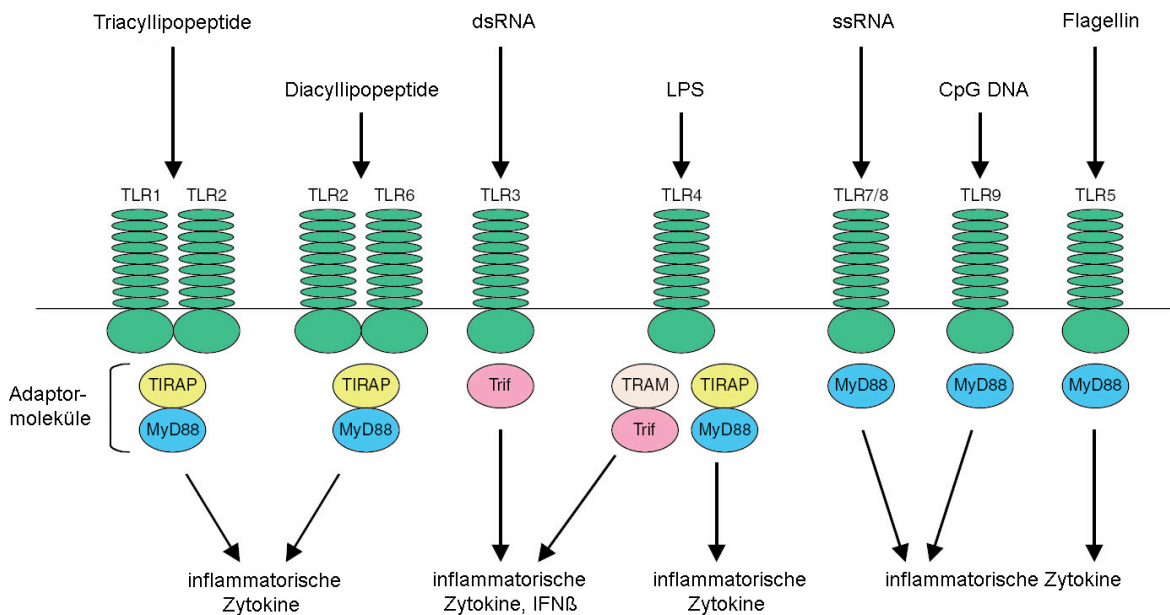 Triacyllipopeptide
dsRNA
ssRNA
Flagellin
Diacyllipopeptide
LPS
CpG DNA
TLR1
TLR2
TLR2
TLR6
TLR3
TLR4
TLR7/8
TLR9
TLR5
Adaptor-
moleküle
TIRAP
MyD88
TIRAP
MyD88
Trif
TRAM
Trif
TIRAP
MyD88
MyD88
MyD88
MyD88
inflammatorische
Zytokine
inflammatorische
Zytokine, IFNß
inflammatorische
Zytokine
inflammatorische Zytokine